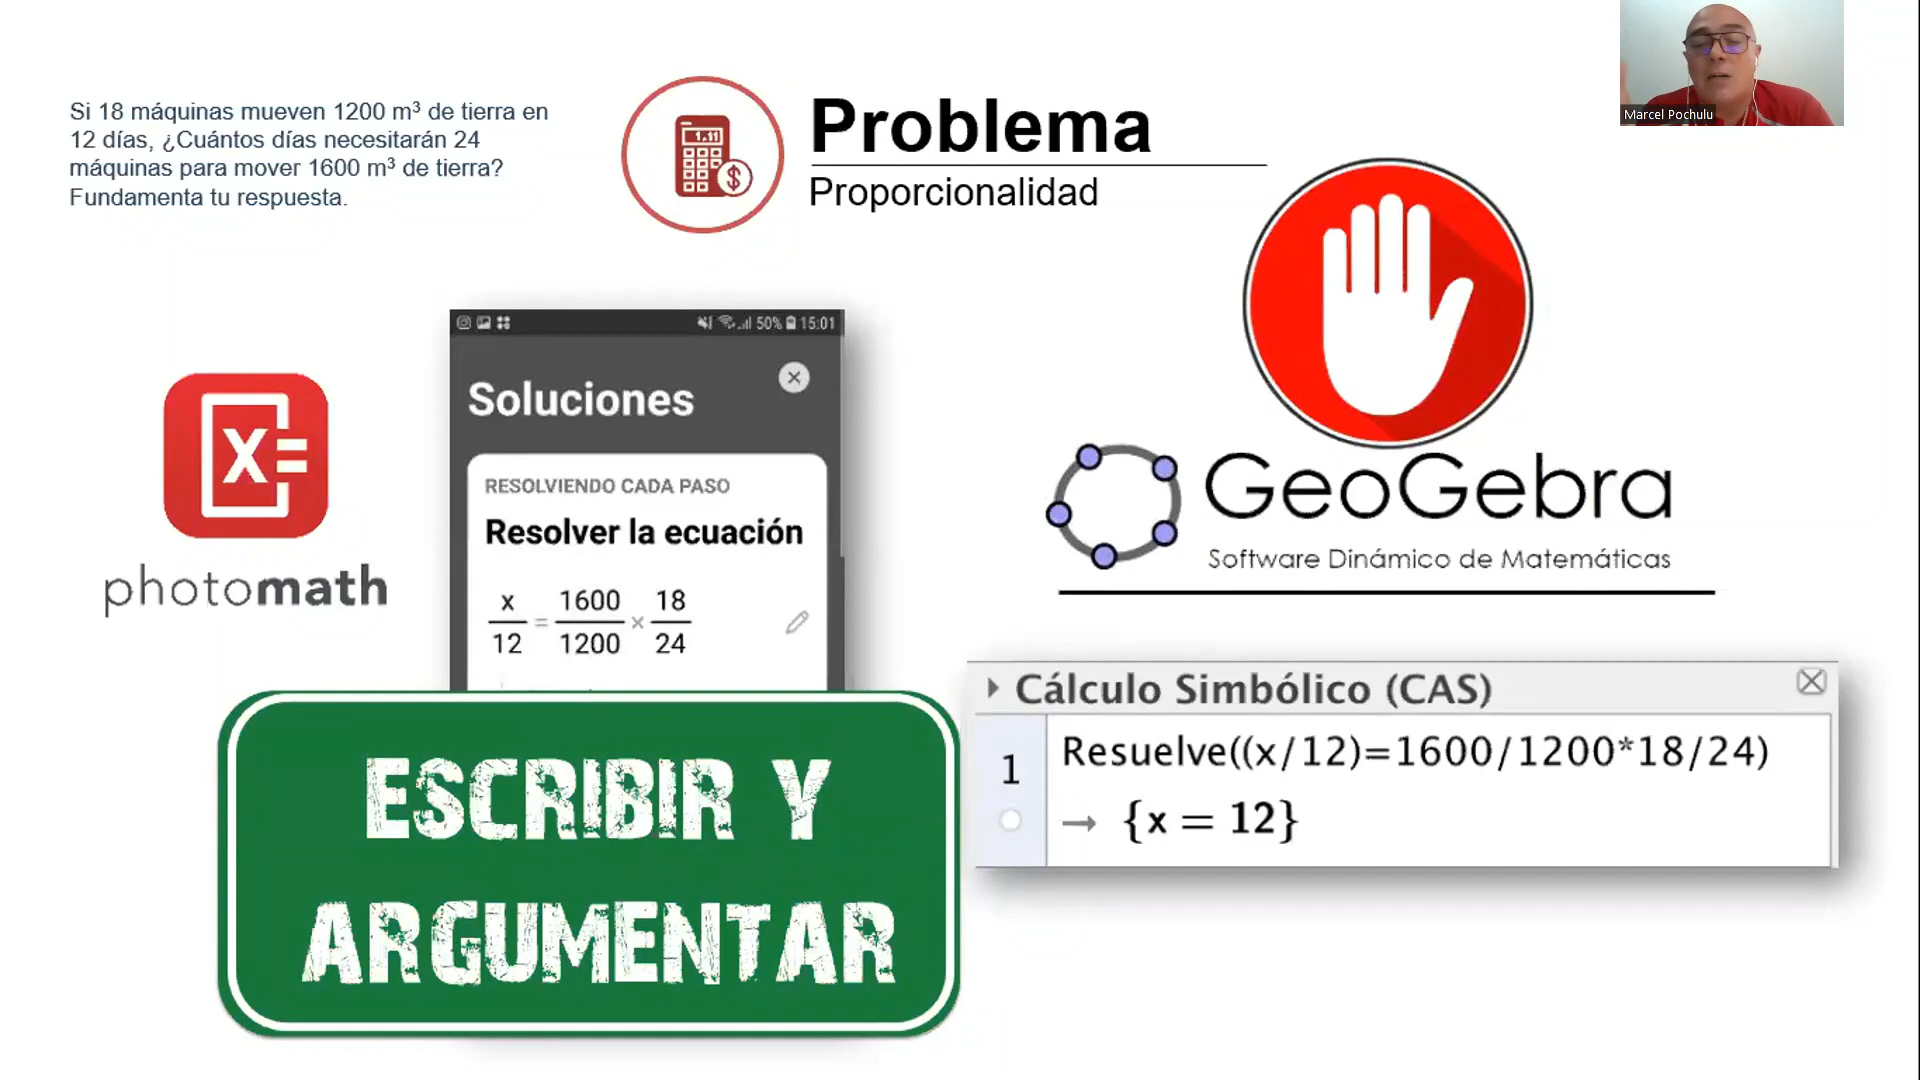 Si 18 máquinas mueven 1200 m³ de tierra en
12 días, ¿Cuántos días necesitarán 24
máquinas para mover 1600 m³ de tierra?
Fundamenta tu respuesta.
1.11
$
Problema
Proporcionalidad
Marcel Pochulu
50% 15:01
Soluciones
RESOLVIENDO CADA PASO
Resolver la ecuación
x/12 = 1600/1200 × 18/24
X=
photomath
GeoGebra
Software Dinámico de Matemáticas
Cálculo Simbólico (CAS)
1
Resuelve((x/12)=1600/1200*18/24)
→ {x = 12}
ESCRIBIR Y
ARGUMENTAR